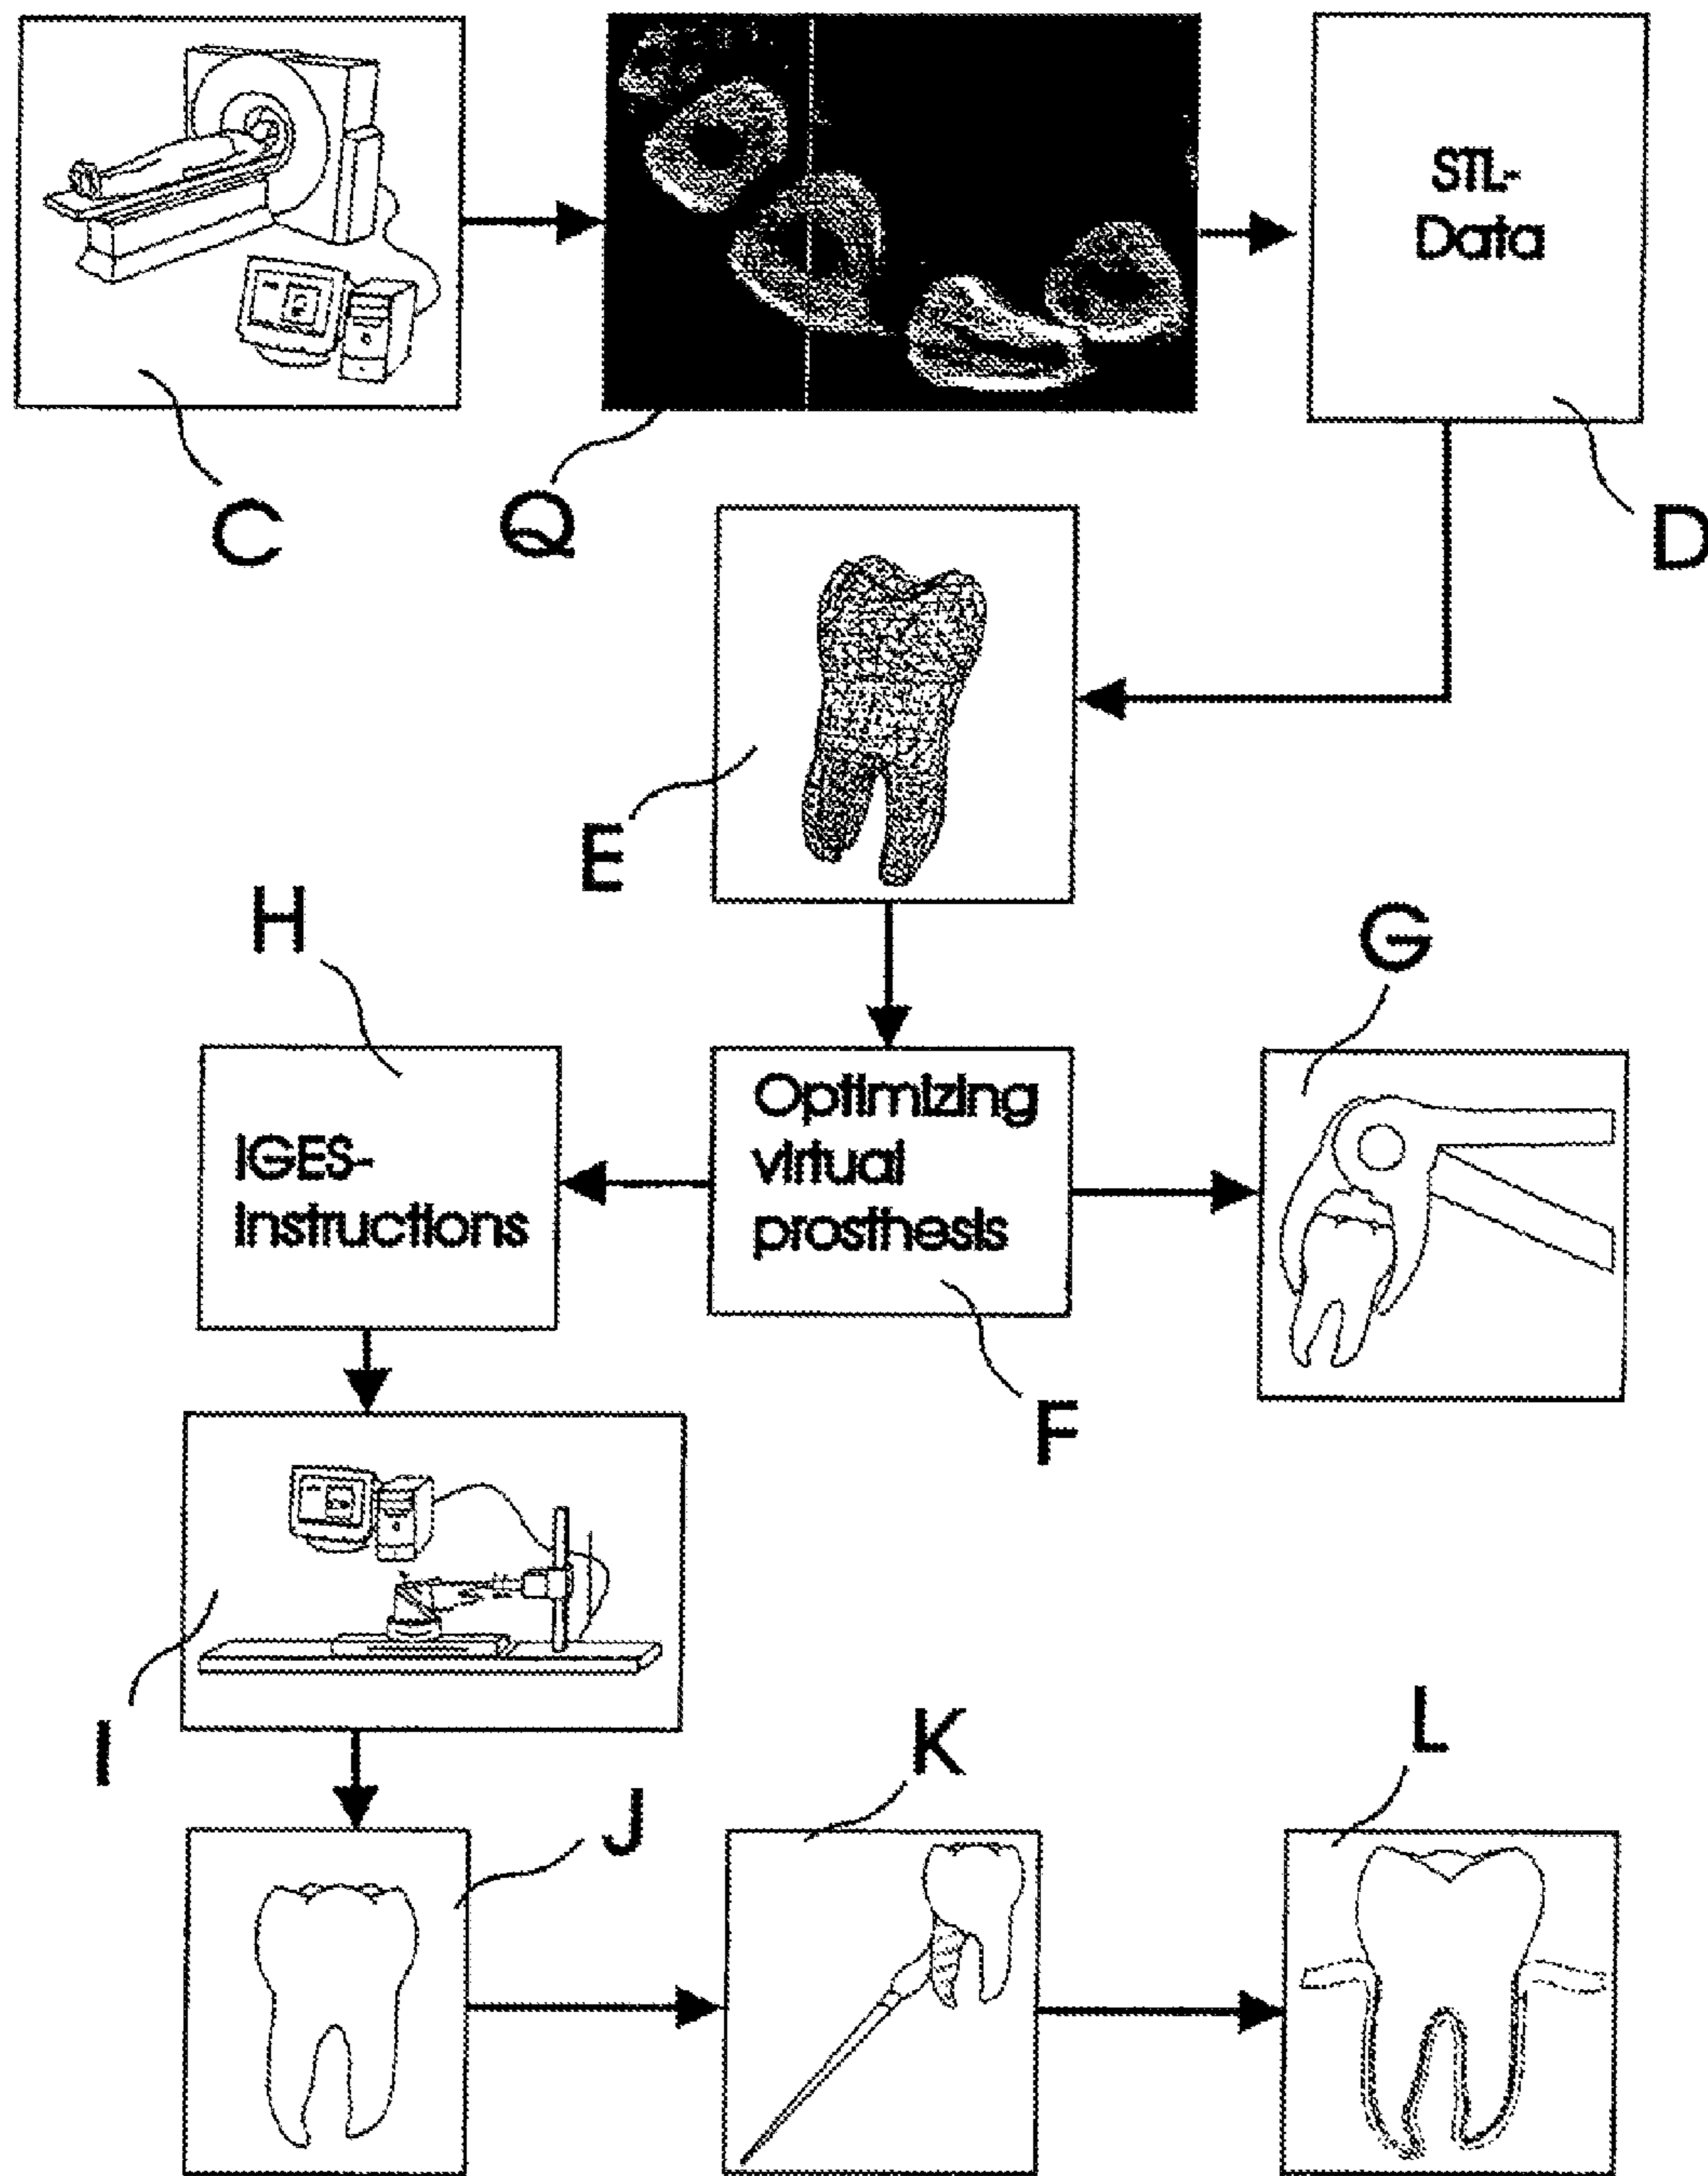 STL-
Data
C
Q
D
E
H
G
IGES-
Instructions
Optimizing
virtual
prosthesis
F
I
K
L
J